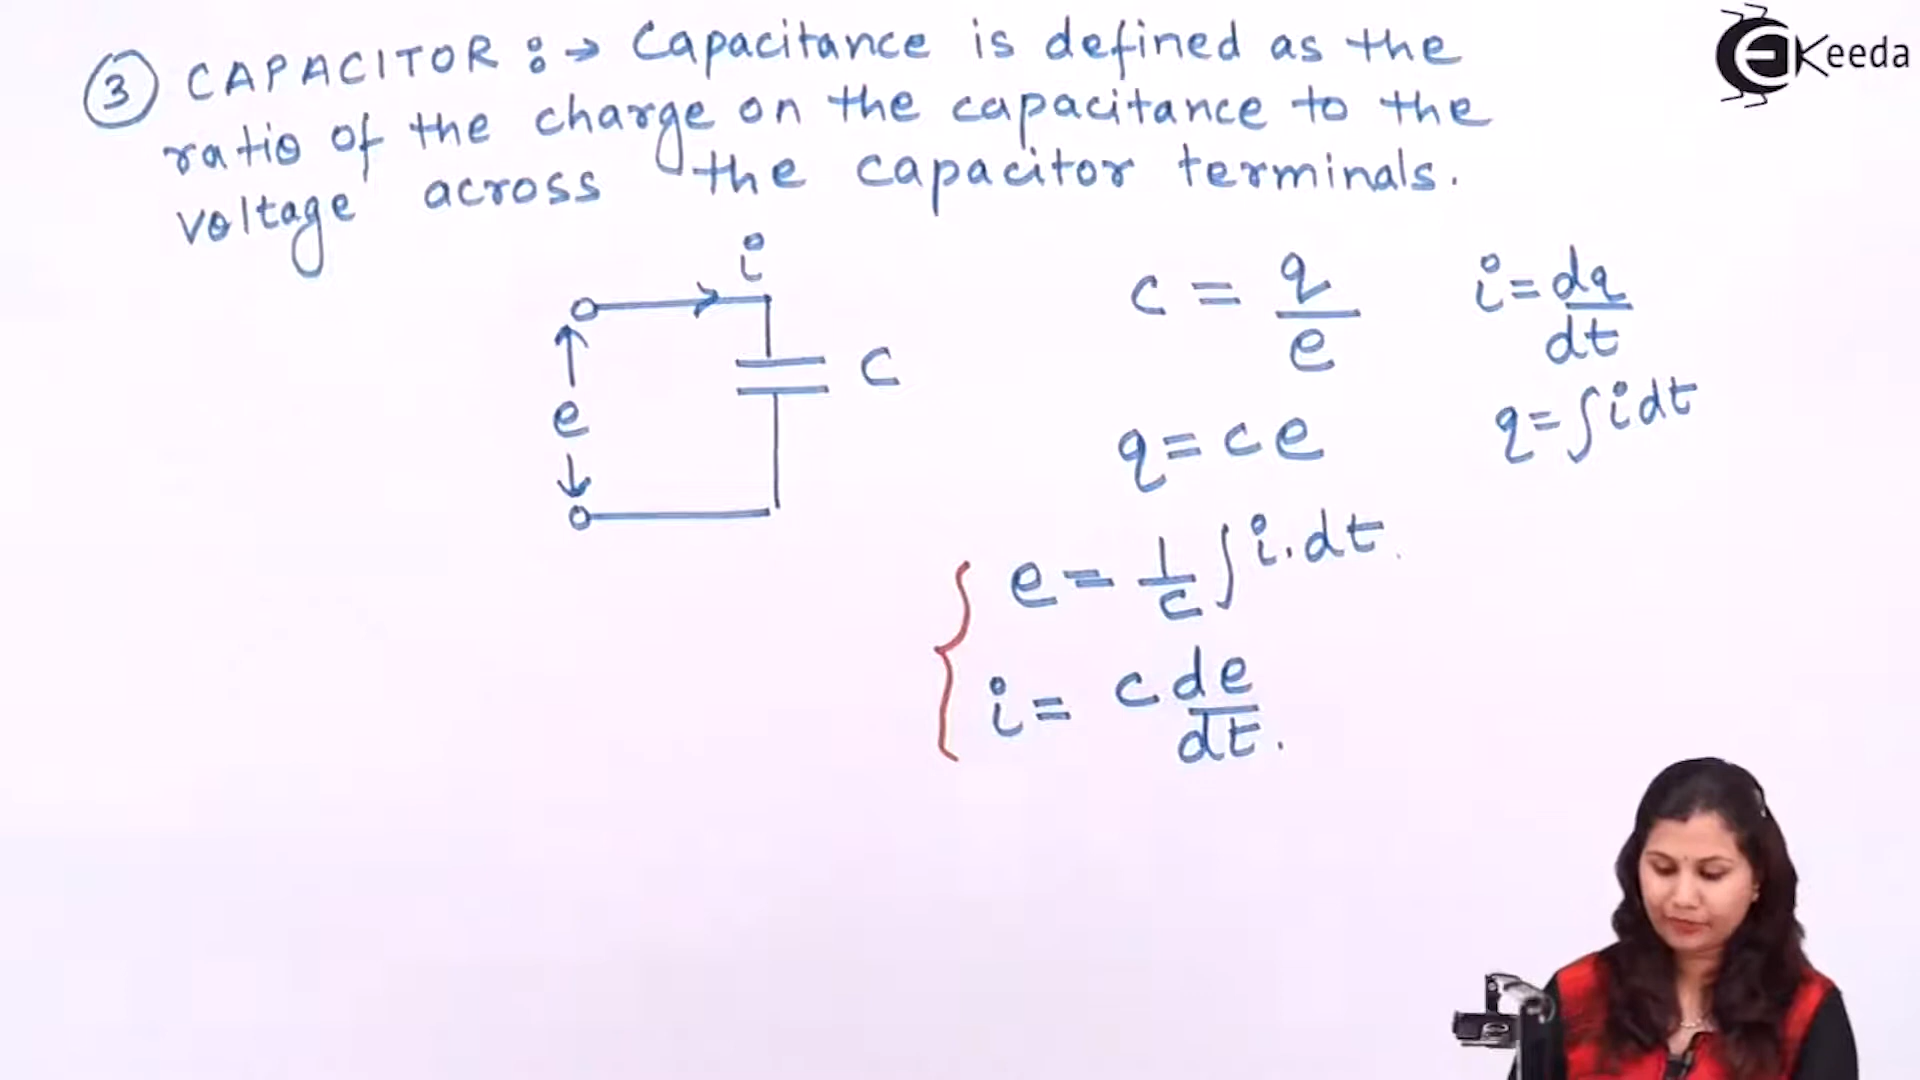 ③ CAPACITOR :→ Capacitance is defined as the
ratio of the charge on the capacitance to the
voltage across the capacitor terminals.
i
C
e
c = q/e
i = dq/dt
q = ce
q = ∫i dt
e = 1/c ∫i.dt.
i = c de/dt.
EKeeda